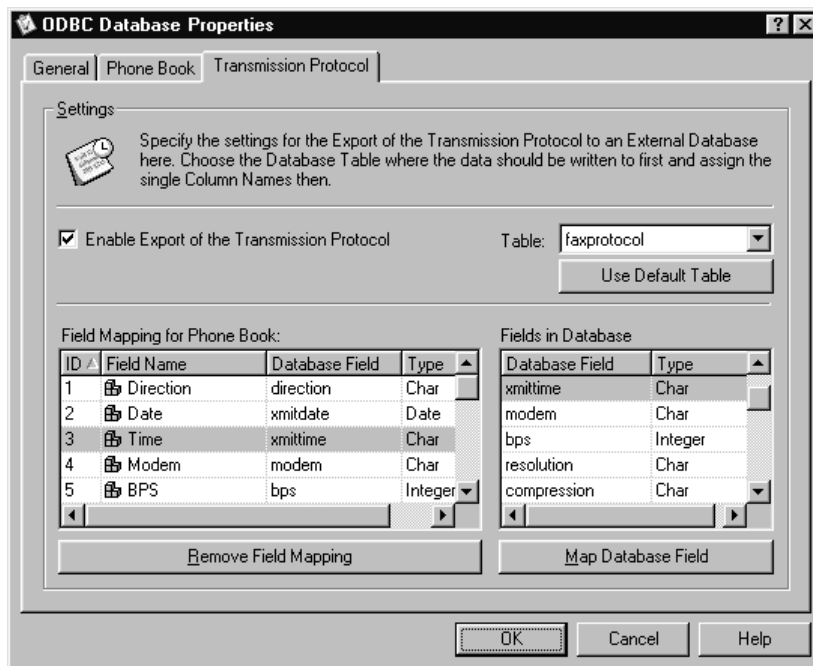 ODBC Database Properties
General
Phone Book
Transmission Protocol
Settings
Specify the settings for the Export of the Transmission Protocol to an External Database
here. Choose the Database Table where the data should be written to first and assign the
single Column Names then.
Enable Export of the Transmission Protocol
Table:
faxprotocol
Use Default Table
Field Mapping for Phone Book:
ID Field Name Database Field Type
1 Direction direction Char
2 Date xmitdate Date
3 Time xmittime Char
4 Modem modem Char
5 BPS bps Integer
Remove Field Mapping
Fields in Database
Database Field Type
xmittime Char
modem Char
bps Integer
resolution Char
compression Char
Map Database Field
OK
Cancel
Help